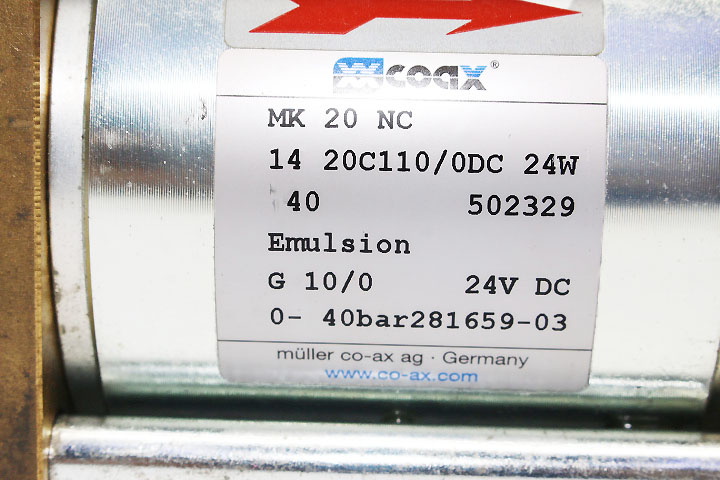 coax®
MK 20 NC
14 20C110/0DC 24W
40 502329
Emulsion
G 10/0 24V DC
0- 40bar281659-03
müller co-ax ag · Germany
www.co-ax.com